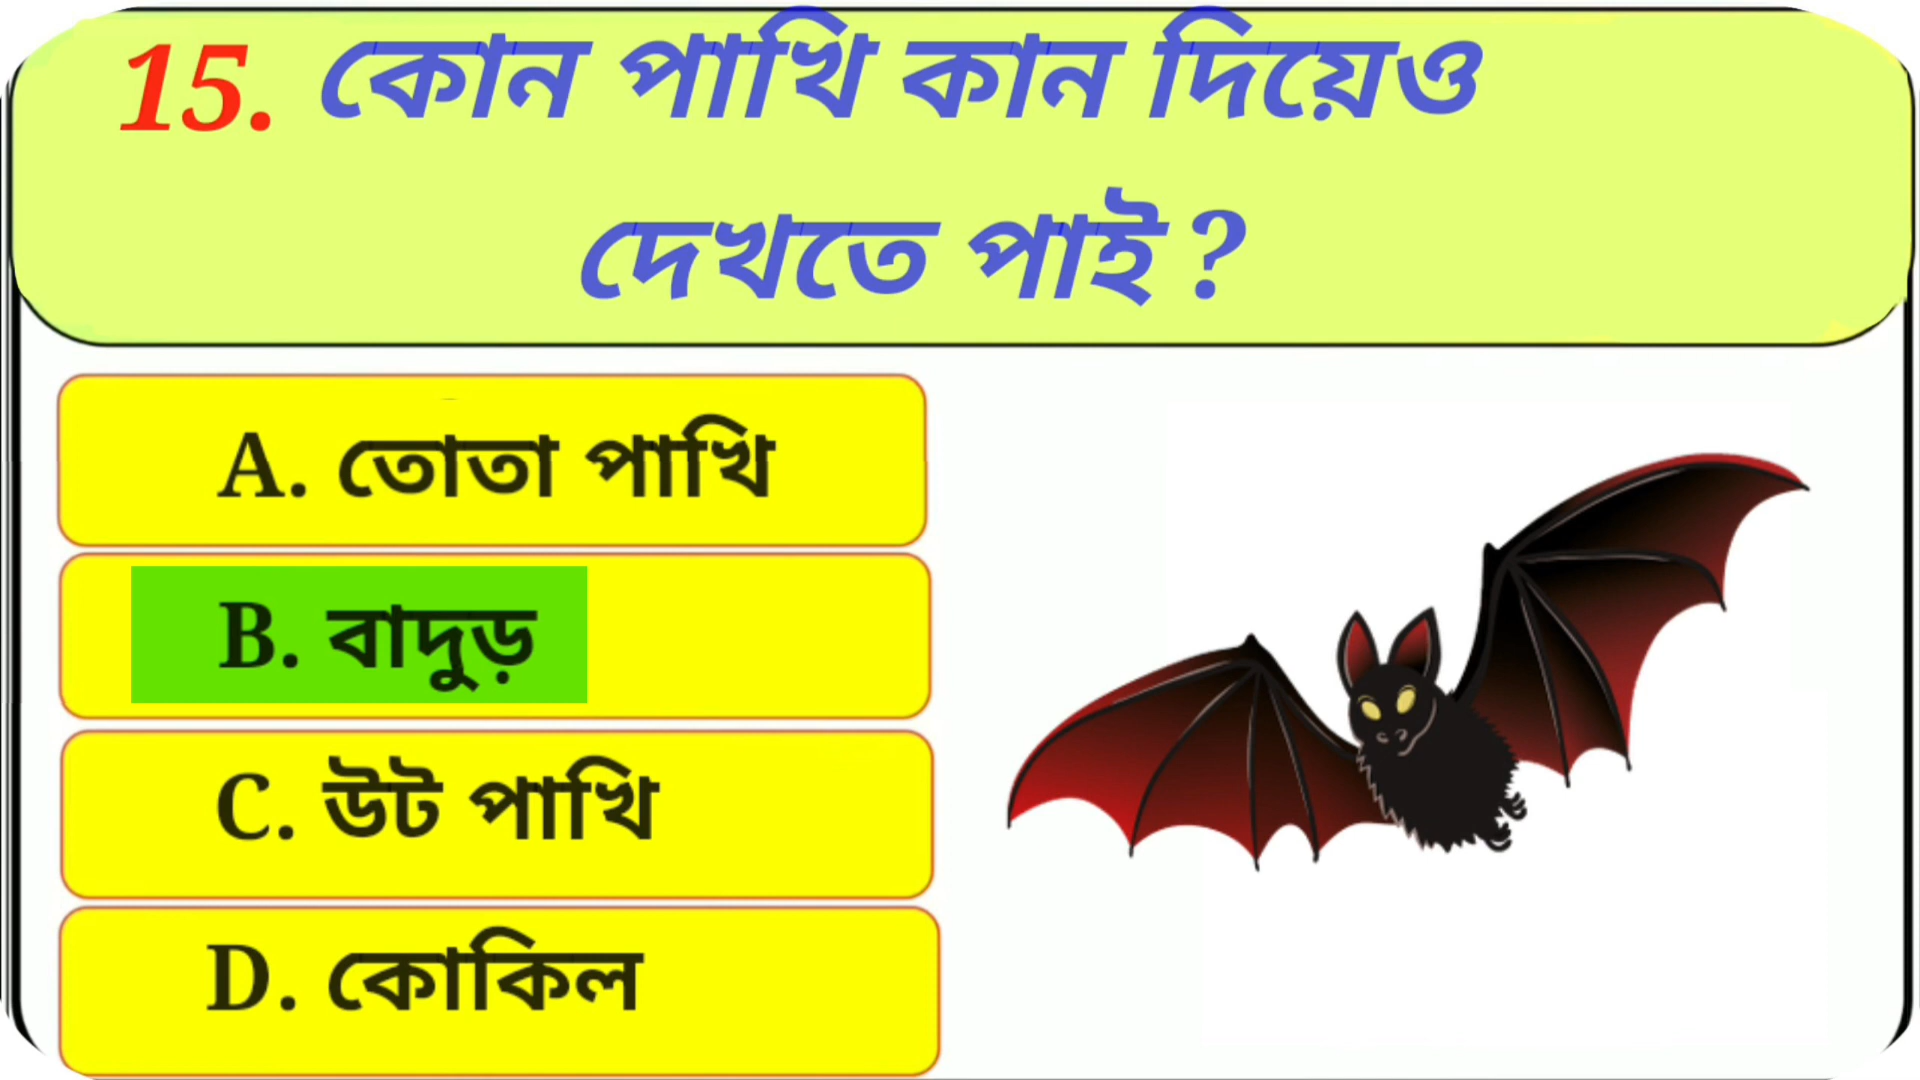 15. কোন পাখি কান দিয়েও
দেখতে পাই ?
A. তোতা পাখি
B. বাদুড়
C. উট পাখি
D. কোকিল